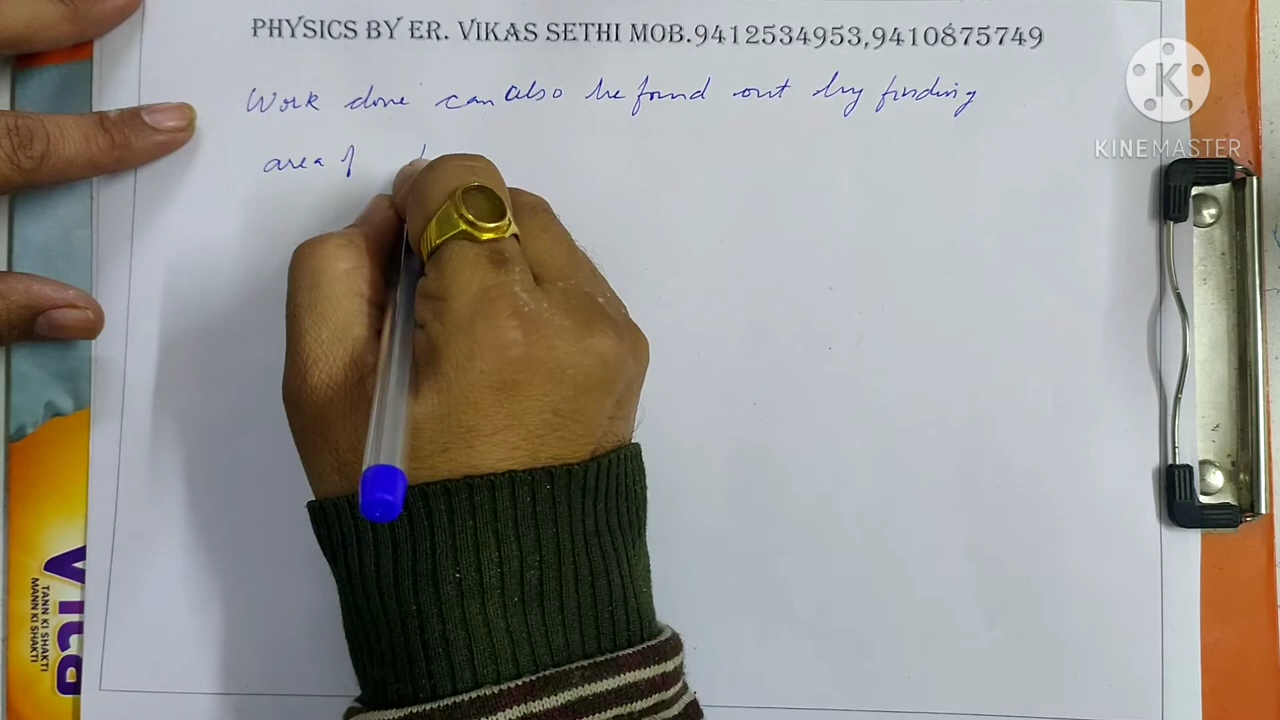 PHYSICS BY ER. VIKAS SETHI MOB.9412534953,9410875749
Work done can also be found out by finding
area of
K
KINEMASTER
Vita
TANN KI SHAKTI
MANN KI SHAKTI